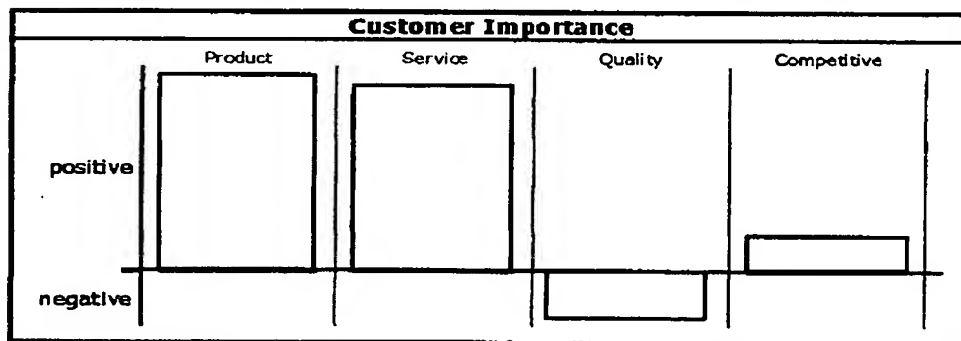 Customer Importance
Product Service Quality Competitive
positive
negative